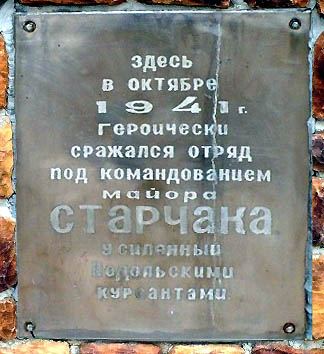 здесь
в октябре
1941 г.
героически
сражался отряд
под командованием
майора
СТАРЧАКА
усиленный
Подольскими
курсантами